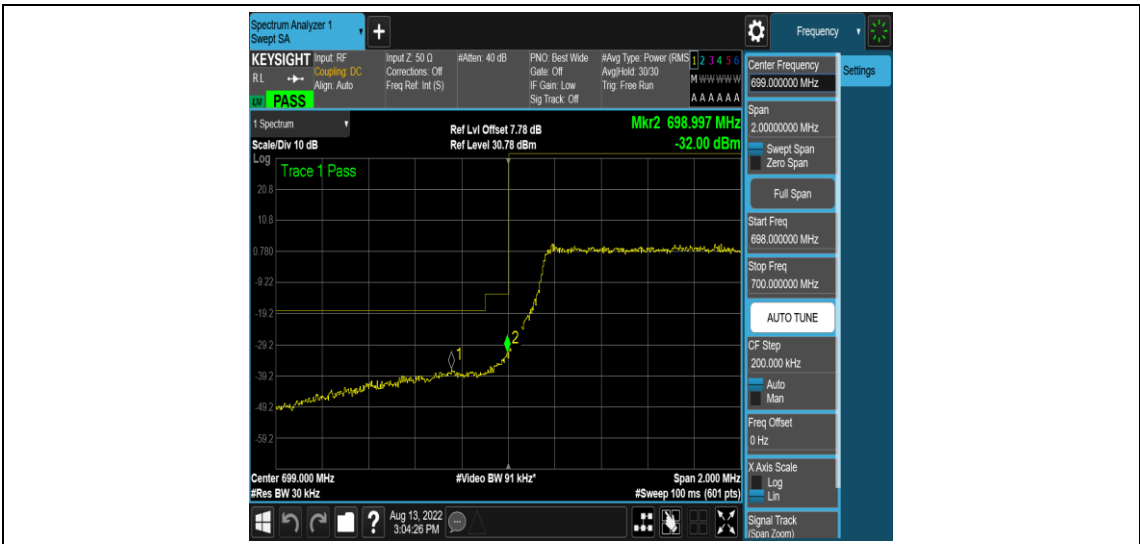 Spectrum Analyzer 1
Swept SA
+
Frequency
KEYSIGHT
RL
LXI PASS
Input: RF
Coupling: DC
Align: Auto
Input Z: 50 Ω
Corrections: Off
Freq Ref: Int (S)
#Atten: 40 dB
PNO: Best Wide
Gate: Off
IF Gain: Low
Sig Track: Off
#Avg Type: Power (RMS
Avg|Hold: 30/30
Trig: Free Run
1 2 3 4 5 6
M W W W W W
A A A A A A
1 Spectrum
Scale/Div 10 dB
Ref Lvl Offset 7.78 dB
Ref Level 30.78 dBm
Mkr2 698.997 MHz
-32.00 dBm
Log
Trace 1 Pass
20.8
10.8
0.780
-9.22
-19.2
-29.2
-39.2
-49.2
-59.2
1
2
Center 699.000 MHz
#Res BW 30 kHz
#Video BW 91 kHz*
Span 2.000 MHz
#Sweep 100 ms (601 pts)
?
Aug 13, 2022
3:04:26 PM
Center Frequency
699.000000 MHz
Settings
Span
2.00000000 MHz
Swept Span
Zero Span
Full Span
Start Freq
698.000000 MHz
Stop Freq
700.000000 MHz
AUTO TUNE
CF Step
200.000 kHz
Auto
Man
Freq Offset
0 Hz
X Axis Scale
Log
Lin
Signal Track
(Span Zoom)